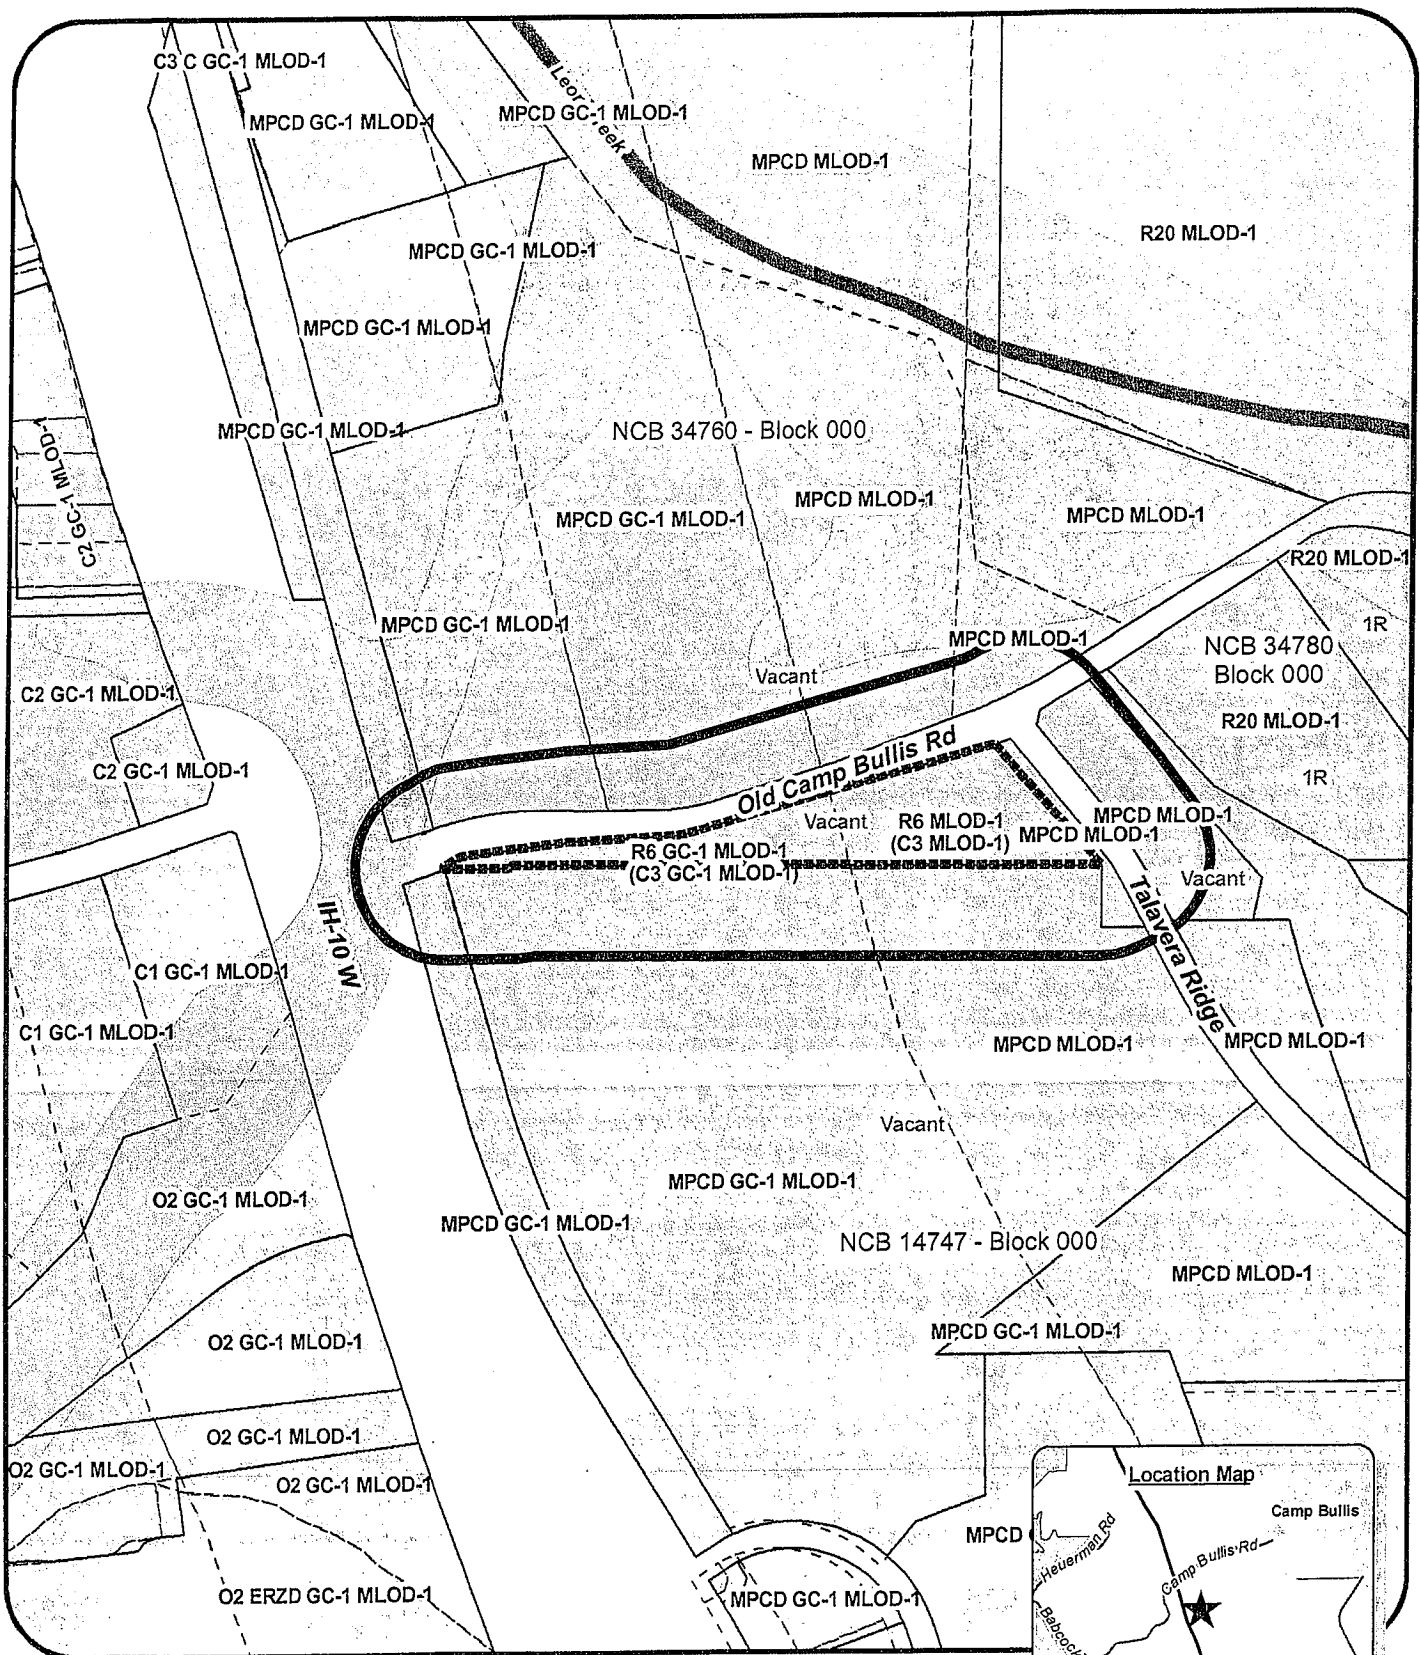 C3 C GC-1 MLOD-1
MPCD GC-1 MLOD-1
MPCD GC-1 MLOD-1
MPCD MLOD-1
R20 MLOD-1
MPCD GC-1 MLOD-1
MPCD GC-1 MLOD-1
MPCD GC-1 MLOD-1
NCB 34760 - Block 000
C2 GC-1 MLOD-1
MPCD GC-1 MLOD-1
MPCD MLOD-1
MPCD MLOD-1
R20 MLOD-1
MPCD GC-1 MLOD-1
MPCD MLOD-1
1R
NCB 34780
Block 000
Vacant
C2 GC-1 MLOD-1
R20 MLOD-1
C2 GC-1 MLOD-1
Old Camp Bullis Rd
1R
Vacant
R6 MLOD-1
(C3 MLOD-1)
MPCD MLOD-1
MPCD MLOD-1
R6 GC-1 MLOD-1
(C3 GC-1 MLOD-1)
Vacant
IH-10 W
Talavera Ridge
C1 GC-1 MLOD-1
C1 GC-1 MLOD-1
MPCD MLOD-1
MPCD MLOD-1
Vacant
MPCD GC-1 MLOD-1
O2 GC-1 MLOD-1
MPCD GC-1 MLOD-1
NCB 14747 - Block 000
MPCD MLOD-1
MPCD GC-1 MLOD-1
O2 GC-1 MLOD-1
O2 GC-1 MLOD-1
O2 GC-1 MLOD-1
O2 GC-1 MLOD-1
MPCD
O2 ERZD GC-1 MLOD-1
MPCD GC-1 MLOD-1
Location Map
Camp Bullis
Heuerman Rd
Camp Bullis Rd
Babcock